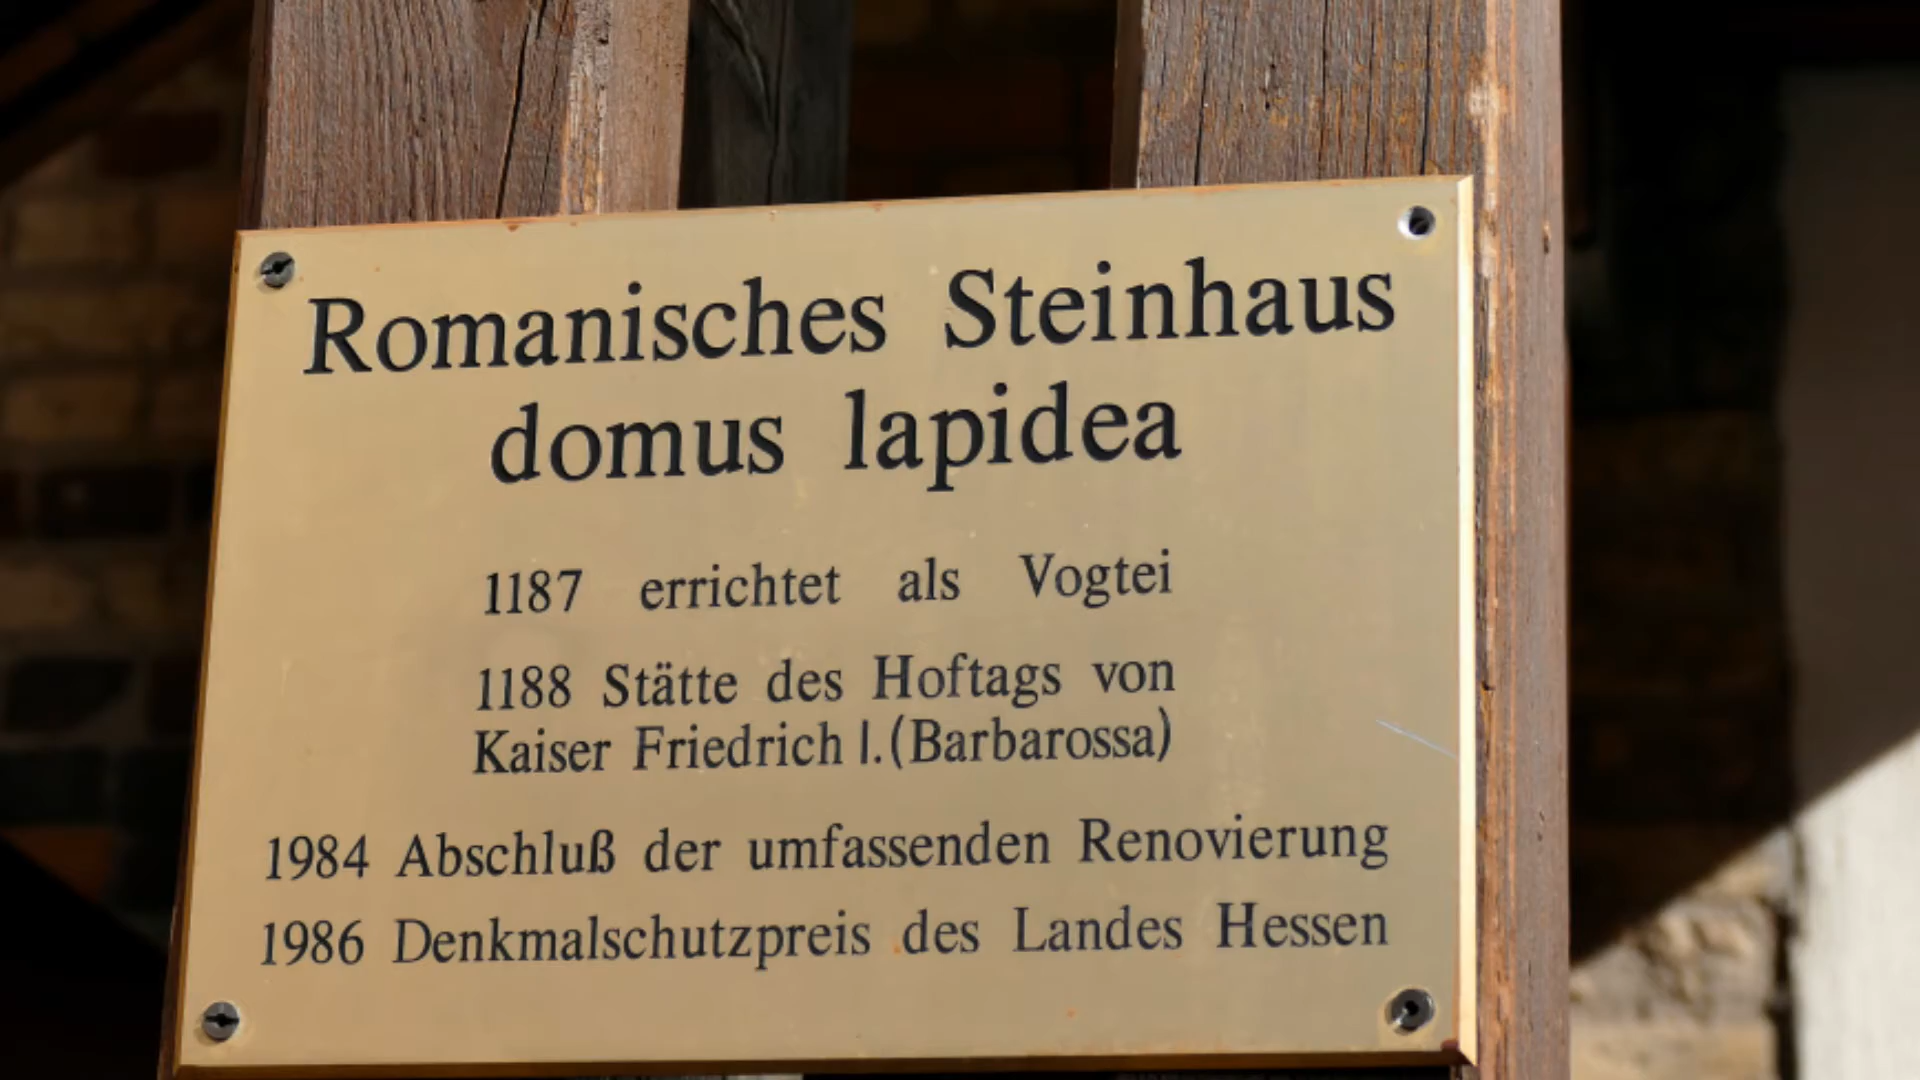 Romanisches Steinhaus
domus lapidea
1187 errichtet als Vogtei
1188 Stätte des Hoftags von
Kaiser Friedrich I. (Barbarossa)
1984 Abschluß der umfassenden Renovierung
1986 Denkmalschutzpreis des Landes Hessen